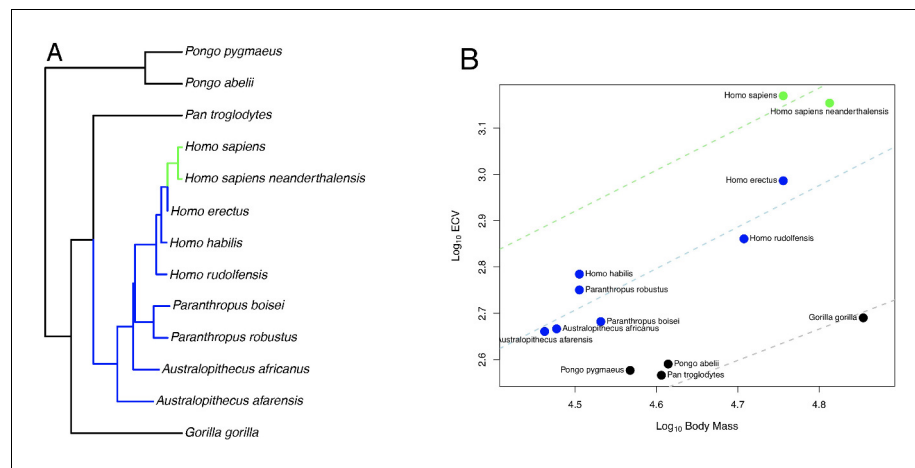 A
Pongo pygmaeus
Pongo abelii
Pan troglodytes
Homo sapiens
Homo sapiens neanderthalensis
Homo erectus
Homo habilis
Homo rudolfensis
Paranthropus boisei
Paranthropus robustus
Australopithecus africanus
Australopithecus afarensis
Gorilla gorilla
B
Log10 ECV
3.1
3.0
2.9
2.8
2.7
2.6
Homo sapiens
Homo sapiens neanderthalensis
Homo erectus
Homo rudolfensis
Homo habilis
Paranthropus robustus
Paranthropus boisei
Australopithecus africanus
Australopithecus afarensis
Gorilla gorilla
Pongo abelii
Pongo pygmaeus
Pan troglodytes
4.5 4.6 4.7 4.8
Log10 Body Mass